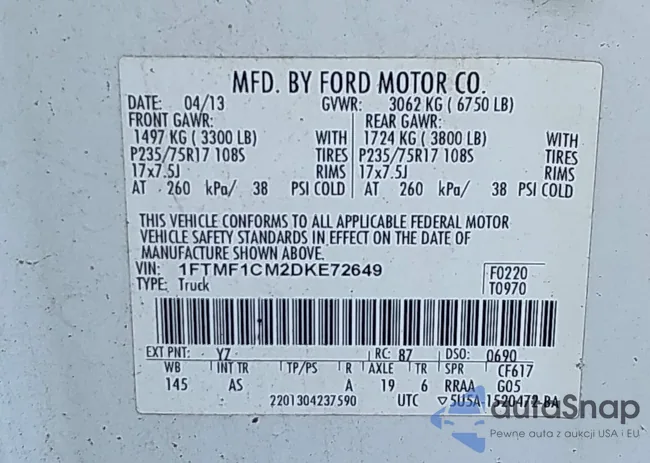 MFD. BY FORD MOTOR CO.
DATE: 04/13 GVWR: 3062 KG ( 6750 LB)
FRONT GAWR: REAR GAWR:
1497 KG ( 3300 LB) WITH 1724 KG ( 3800 LB) WITH
P235/75R17 108S TIRES P235/75R17 108S TIRES
17x7.5J RIMS 17x7.5J RIMS
AT 260 kPa/ 38 PSI COLD AT 260 kPa/ 38 PSI COLD
THIS VEHICLE CONFORMS TO ALL APPLICABLE FEDERAL MOTOR
VEHICLE SAFETY STANDARDS IN EFFECT ON THE DATE OF
MANUFACTURE SHOWN ABOVE.
VIN: 1FTMF1CM2DKE72649 F0220
TYPE: Truck T0970
EXT PNT: YZ RC: 87 DSO: 0690
WB INT TR TP/PS R AXLE TR SPR CF617
145 AS A 19 6 RRAA G05
2201304237590 UTC ▽5U5A-1520472-BA
autaSnap
Pewne auta z aukcji USA i EU